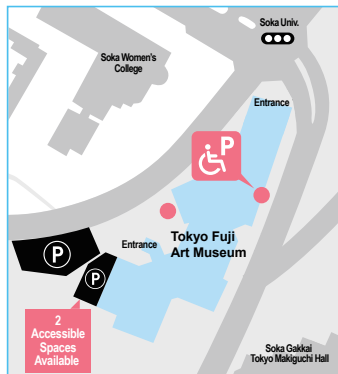 Soka Univ.
Soka Women's
College
Entrance
P
Tokyo Fuji
Art Museum
Entrance
P
P
2
Accessible
Spaces
Available
Soka Gakkai
Tokyo Makiguchi Hall